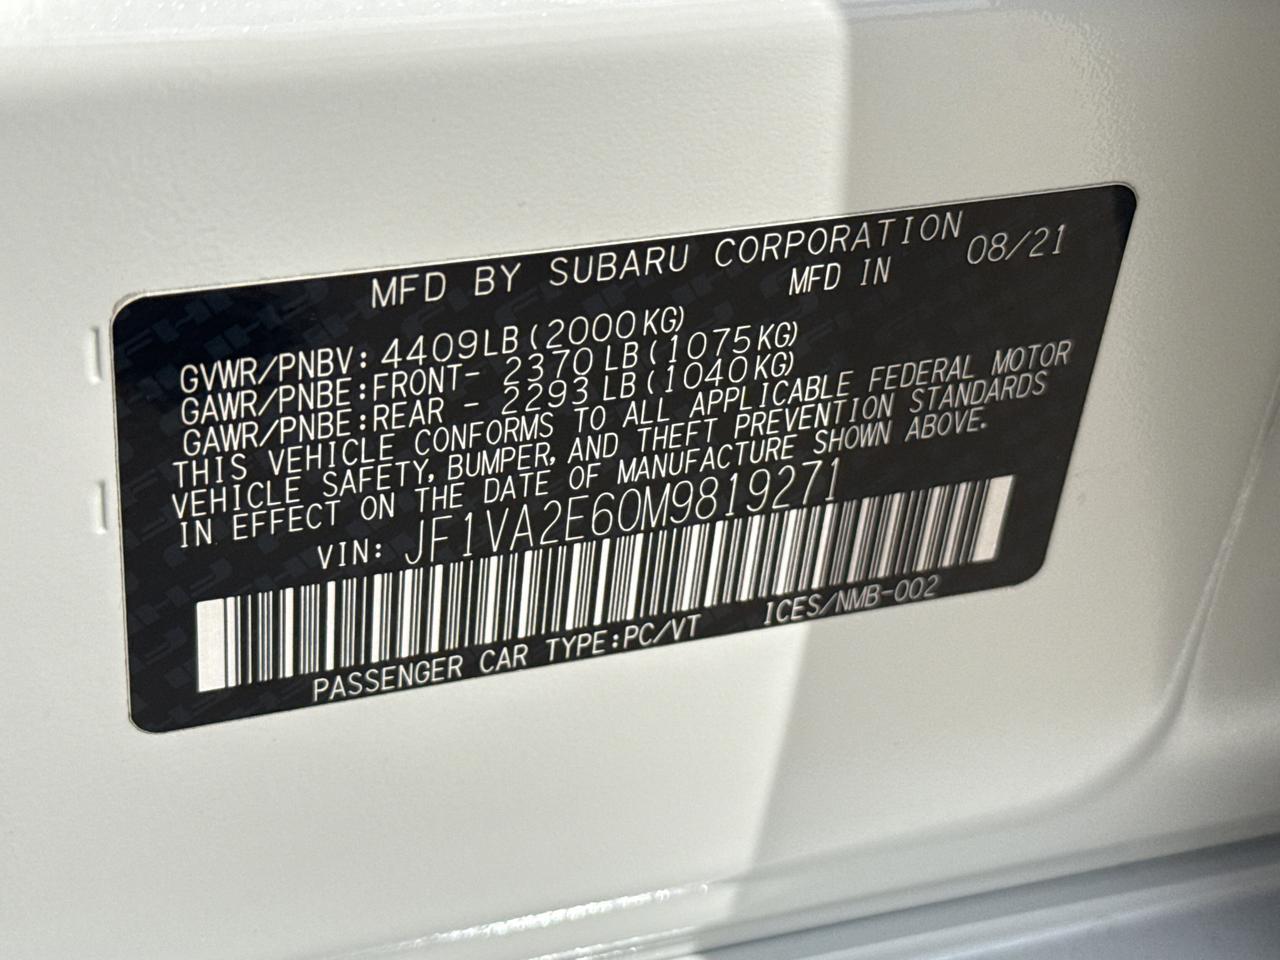 MFD BY SUBARU CORPORATION
MFD IN 08/21
GVWR/PNBV: 4409LB(2000KG)
GAWR/PNBE:FRONT- 2370LB(1075KG)
GAWR/PNBE:REAR - 2293LB(1040KG)
THIS VEHICLE CONFORMS TO ALL APPLICABLE FEDERAL MOTOR
VEHICLE SAFETY, BUMPER, AND THEFT PREVENTION STANDARDS
IN EFFECT ON THE DATE OF MANUFACTURE SHOWN ABOVE.
VIN: JF1VA2E60M9819271
PASSENGER CAR TYPE:PC/VT ICES/NMB-002